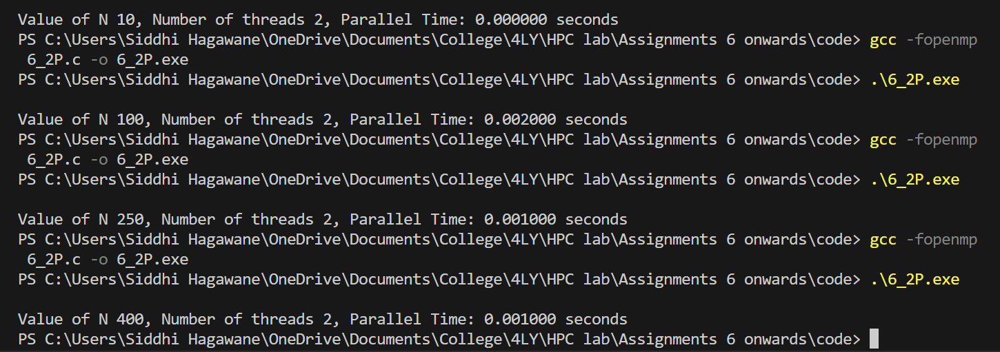 Value of N 10, Number of threads 2, Parallel Time: 0.000000 seconds
PS C:\Users\Siddhi Hagawane\OneDrive\Documents\College\4LY\HPC lab\Assignments 6 onwards\code> gcc -fopenmp
6_2P.c -o 6_2P.exe
PS C:\Users\Siddhi Hagawane\OneDrive\Documents\College\4LY\HPC lab\Assignments 6 onwards\code> .\6_2P.exe
Value of N 100, Number of threads 2, Parallel Time: 0.002000 seconds
PS C:\Users\Siddhi Hagawane\OneDrive\Documents\College\4LY\HPC lab\Assignments 6 onwards\code> gcc -fopenmp
6_2P.c -o 6_2P.exe
PS C:\Users\Siddhi Hagawane\OneDrive\Documents\College\4LY\HPC lab\Assignments 6 onwards\code> .\6_2P.exe
Value of N 250, Number of threads 2, Parallel Time: 0.001000 seconds
PS C:\Users\Siddhi Hagawane\OneDrive\Documents\College\4LY\HPC lab\Assignments 6 onwards\code> gcc -fopenmp
6_2P.c -o 6_2P.exe
PS C:\Users\Siddhi Hagawane\OneDrive\Documents\College\4LY\HPC lab\Assignments 6 onwards\code> .\6_2P.exe
Value of N 400, Number of threads 2, Parallel Time: 0.001000 seconds
PS C:\Users\Siddhi Hagawane\OneDrive\Documents\College\4LY\HPC lab\Assignments 6 onwards\code>